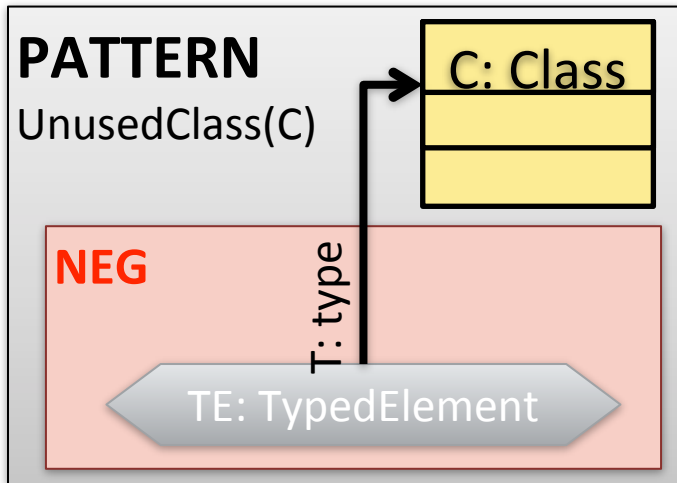 PATTERN
UnusedClass(C)
C: Class
NEG
T: type
TE: TypedElement